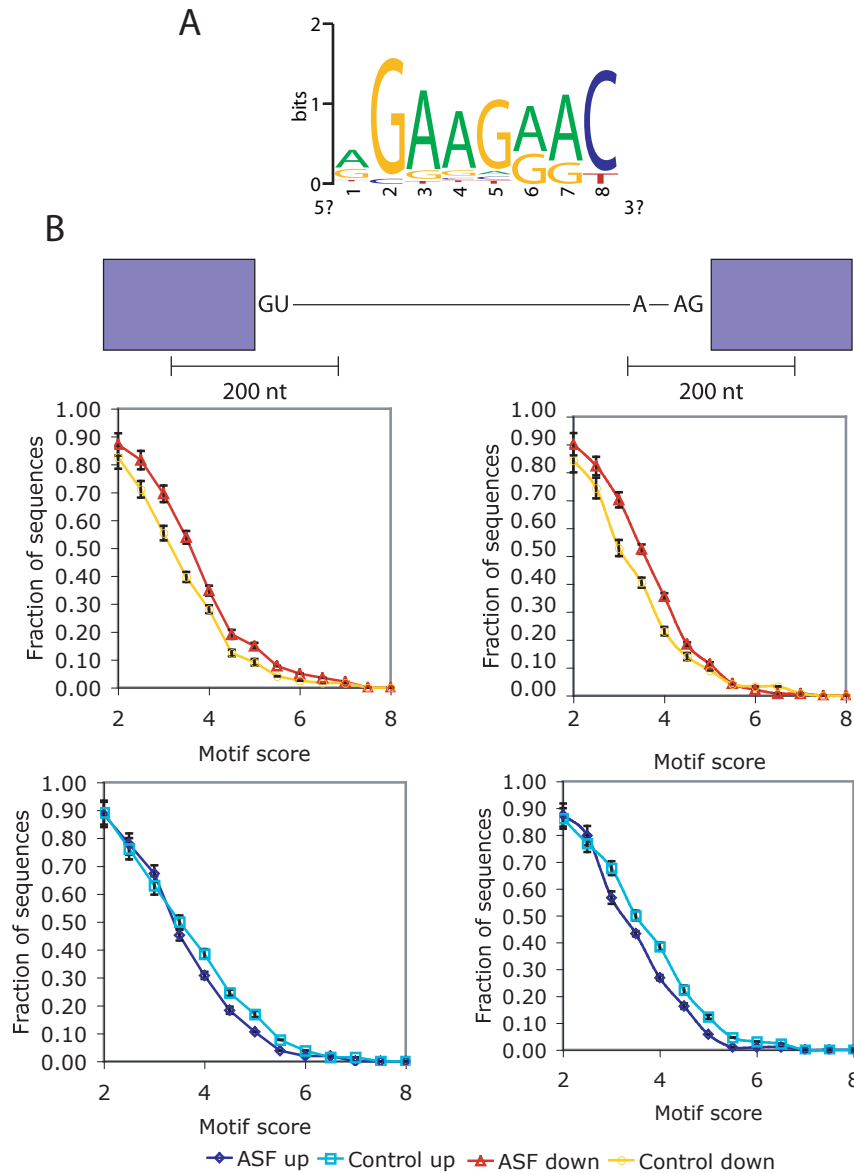 A
2
bits
1
0
A G A A G A A C
G C G G A G G T
1 2 3 4 5 6 7 8
5? 3?
B
GU A AG
200 nt 200 nt
Fraction of sequences
1.00
0.90
0.80
0.70
0.60
0.50
0.40
0.30
0.20
0.10
0.00
2 4 6 8
Motif score
Fraction of sequences
1.00
0.90
0.80
0.70
0.60
0.50
0.40
0.30
0.20
0.10
0.00
2 4 6 8
Motif score
Fraction of sequences
1.00
0.90
0.80
0.70
0.60
0.50
0.40
0.30
0.20
0.10
0.00
2 4 6 8
Motif score
Fraction of sequences
1.00
0.90
0.80
0.70
0.60
0.50
0.40
0.30
0.20
0.10
0.00
2 4 6 8
Motif score
ASF up Control up ASF down Control down